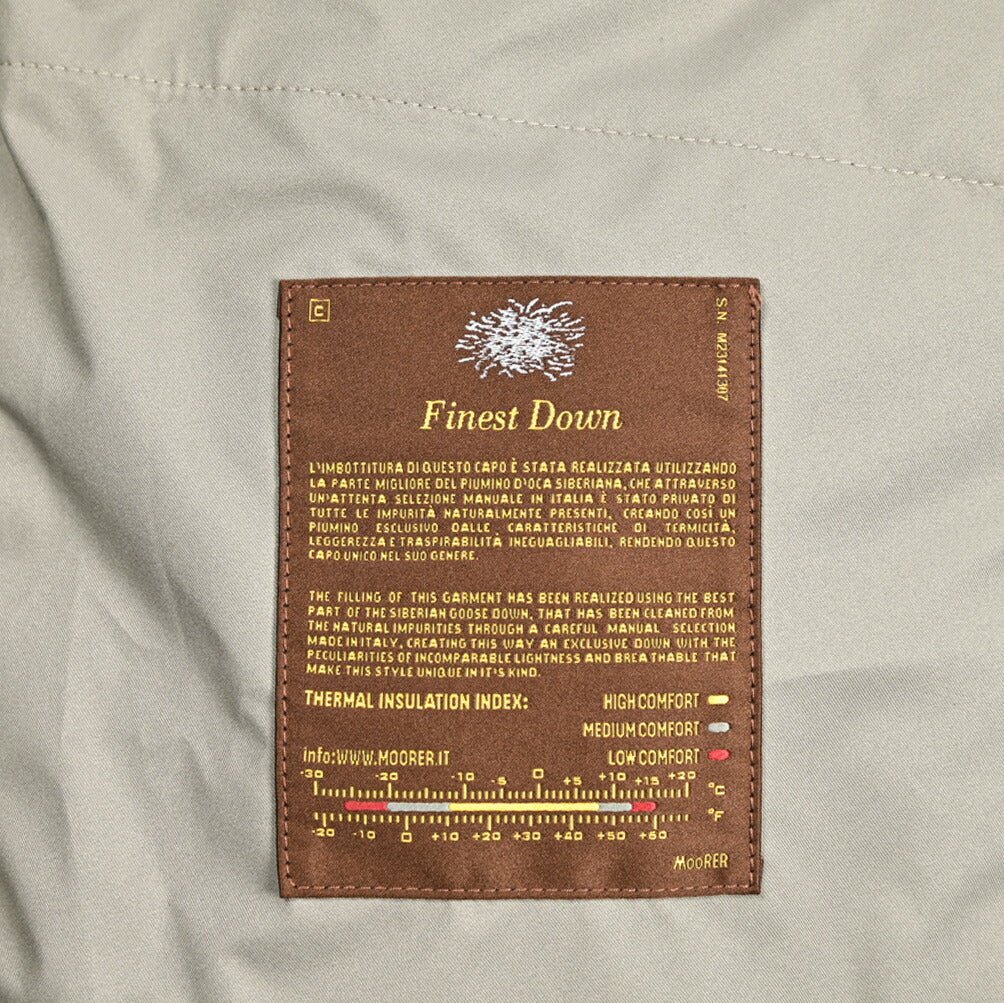 C
S.N. M23141307
Finest Down
L'IMBOTTITURA DI QUESTO CAPO È STATA REALIZZATA UTILIZZANDO
LA PARTE MIGLIORE DEL PIUMINO D'OCA SIBERIANA, CHE ATTRAVERSO
UN'ATTENTA SELEZIONE MANUALE IN ITALIA È STATO PRIVATO DI
TUTTE LE IMPURITÀ NATURALMENTE PRESENTI, CREANDO COSÌ UN
PIUMINO ESCLUSIVO DALLE CARATTERISTICHE DI TERMICITÀ,
LEGGEREZZA E TRASPIRABILITÀ INEGUAGLIABILI, RENDENDO QUESTO
CAPO UNICO NEL SUO GENERE.
THE FILLING OF THIS GARMENT HAS BEEN REALIZED USING THE BEST
PART OF THE SIBERIAN GOOSE DOWN, THAT HAS BEEN CLEANED FROM
THE NATURAL IMPURITIES THROUGH A CAREFUL MANUAL SELECTION
MADE IN ITALY, CREATING THIS WAY AN EXCLUSIVE DOWN WITH THE
PECULIARITIES OF INCOMPARABLE LIGHTNESS AND BREATHABLE THAT
MAKE THIS STYLE UNIQUE IN IT'S KIND.
THERMAL INSULATION INDEX: HIGH COMFORT
MEDIUM COMFORT
info:WWW.MOORER.IT LOW COMFORT
-30 -20 -10 -5 0 +5 +10 +15 +20 °C
-20 -10 0 +10 +20 +30 +40 +50 +60 °F
MOORER